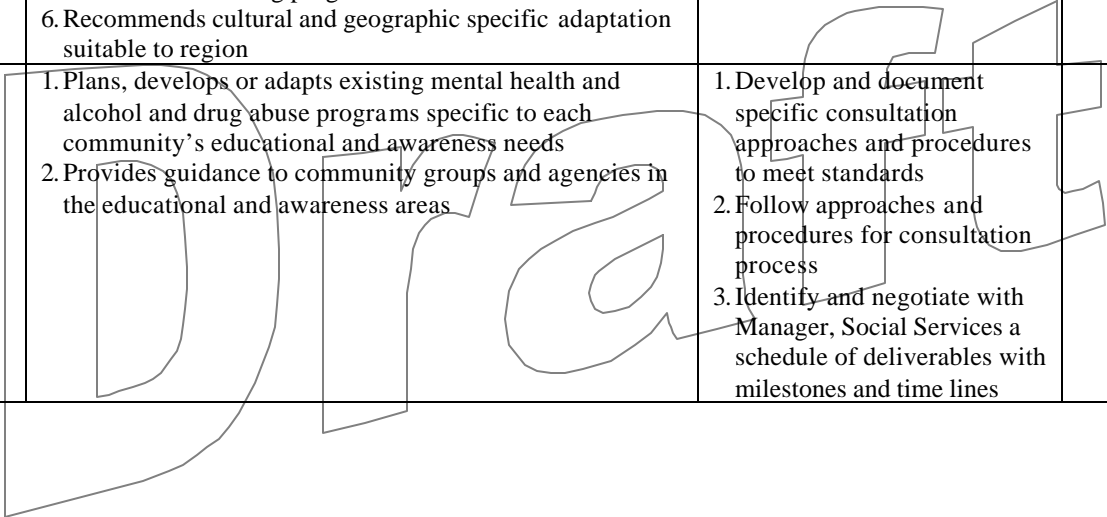 6. Recommends cultural and geographic specific adaptation
suitable to region
1. Plans, develops or adapts existing mental health and
alcohol and drug abuse programs specific to each
community's educational and awareness needs
2. Provides guidance to community groups and agencies in
the educational and awareness areas
1. Develop and document
specific consultation
approaches and procedures
to meet standards
2. Follow approaches and
procedures for consultation
process
3. Identify and negotiate with
Manager, Social Services a
schedule of deliverables with
milestones and time lines
Draft